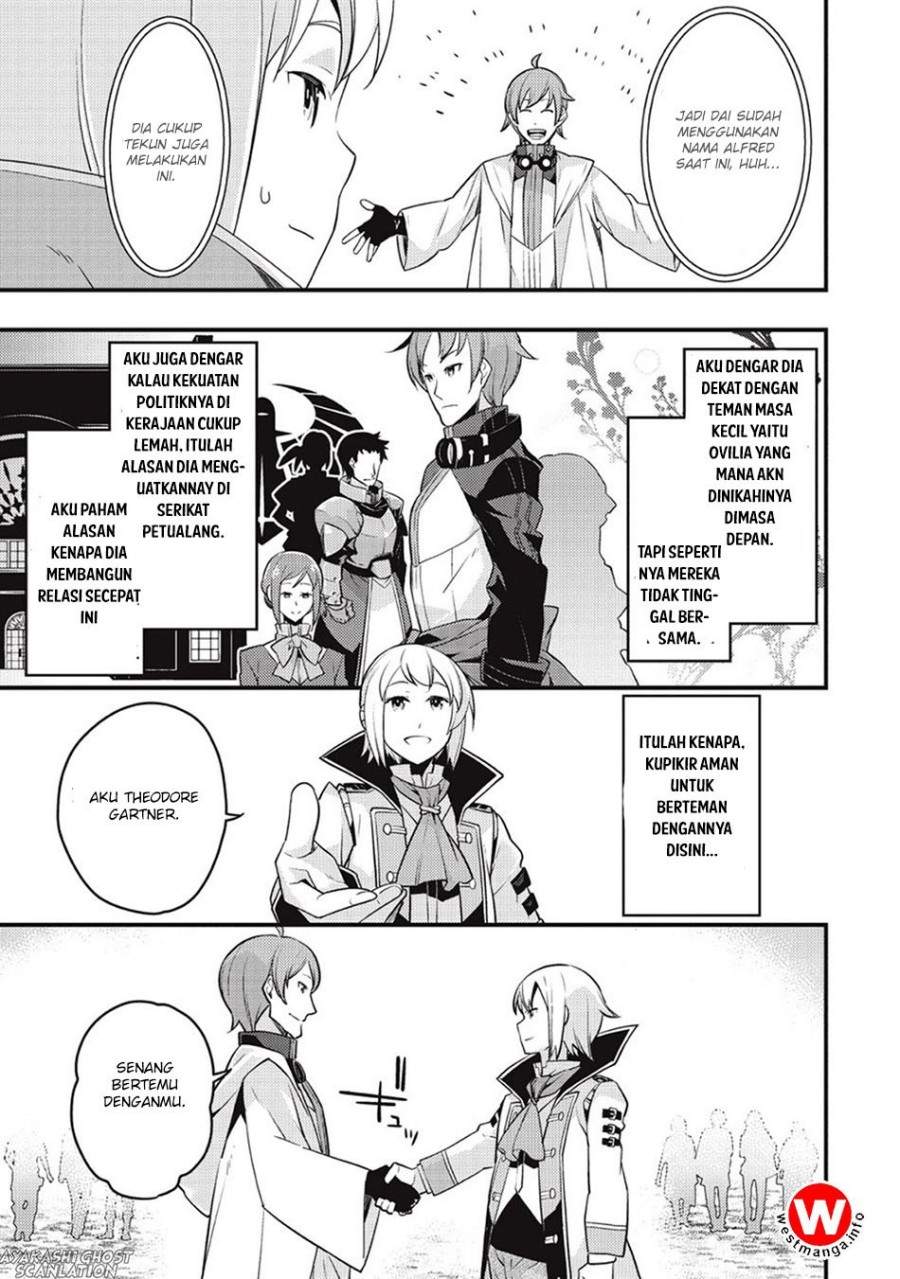 JADI DAI SUDAH
MENGGUNAKAN
NAMA ALFRED
SAAT INI, HUH...
DIA CUKUP
TEKUN JUGA
MELAKUKAN
INI.
AKU DENGAR DIA
DEKAT DENGAN
TEMAN MASA
KECIL YAITU
OVILIA YANG
MANA AKN
DINIKAHINYA
DIMASA
DEPAN.
TAPI SEPERTI
NYA MEREKA
TIDAK TING-
GAL BER-
SAMA.
AKU JUGA DENGAR
KALAU KEKUATAN
POLITIKNYA DI
KERAJAAN CUKUP
LEMAH, ITULAH
ALASAN DIA MENG-
UATKANNAY DI
SERIKAT
PETUALANG.
AKU PAHAM
ALASAN
KENAPA DIA
MEMBANGUN
RELASI SECEPAT
INI
ITULAH KENAPA,
KUPIKIR AMAN
UNTUK
BERTEMAN
DENGANNYA
DISINI...
AKU THEODORE
GARTNER.
SENANG
BERTEMU
DENGANMU.
ギュッ
AYAKASHI GHOST
SCANLATION
W
westmanga.info